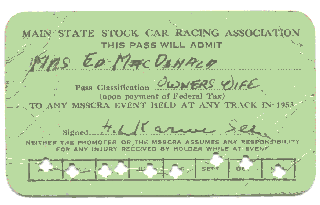 MAIN STATE STOCK CAR RACING ASSOCIATION
THIS PASS WILL ADMIT
MRS ED MACDONALD
Pass Classification OWNERS WIFE
(upon payment of Federal Tax)
TO ANY MSSCRA EVENT HELD AT ANY TRACK IN 1953
Signed
NEITHER THE PROMOTER OR THE MSSCRA ASSUMES ANY RESPONSIBILITY
FOR ANY INJURY RECEIVED BY HOLDER WHILE AT EVENT
SEPT